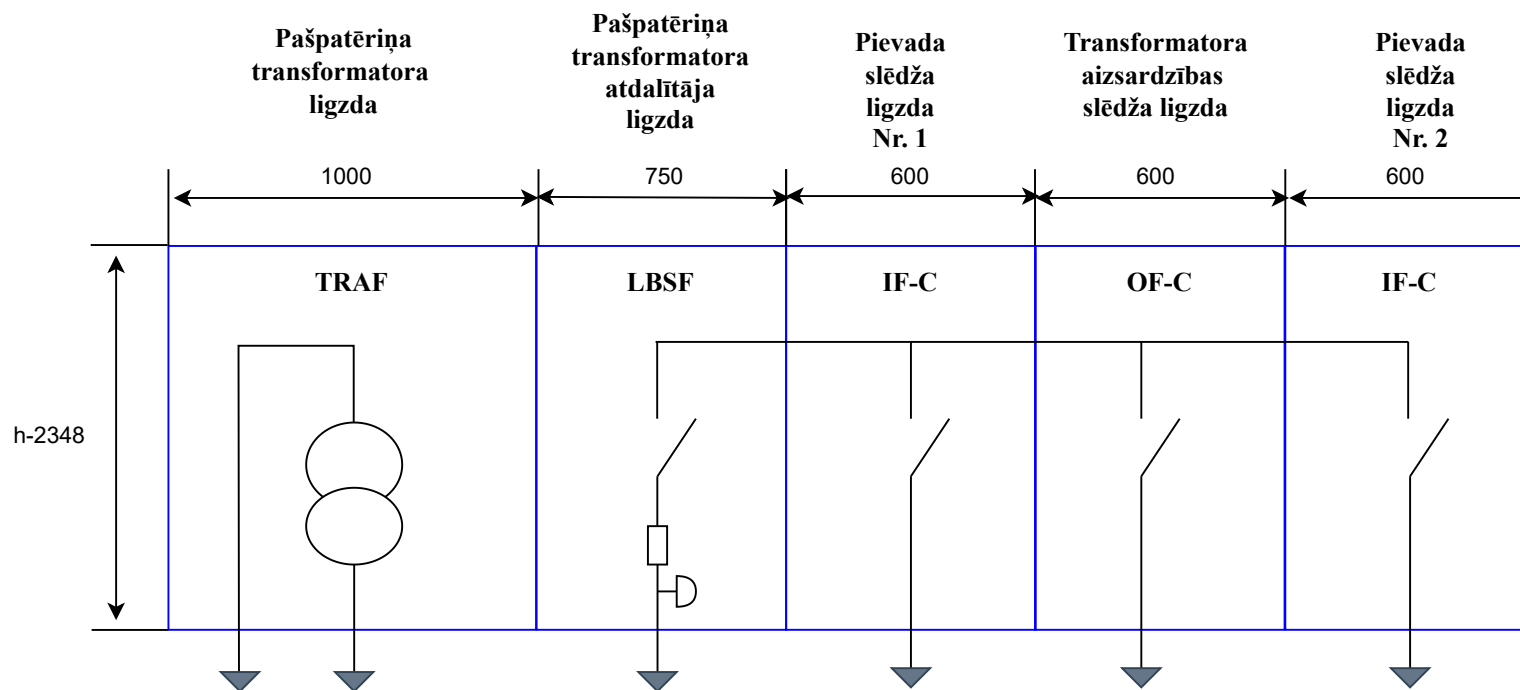 Pašpatēriņa
transformatora
ligzda
Pašpatēriņa
transformatora
atdalītāja
ligzda
Pievada
slēdža
ligzda
Nr. 1
Transformatora
aizsardzības
slēdža ligzda
Pievada
slēdža
ligzda
Nr. 2
1000
750
600
600
600
TRAF
LBSF
IF-C
OF-C
IF-C
h-2348